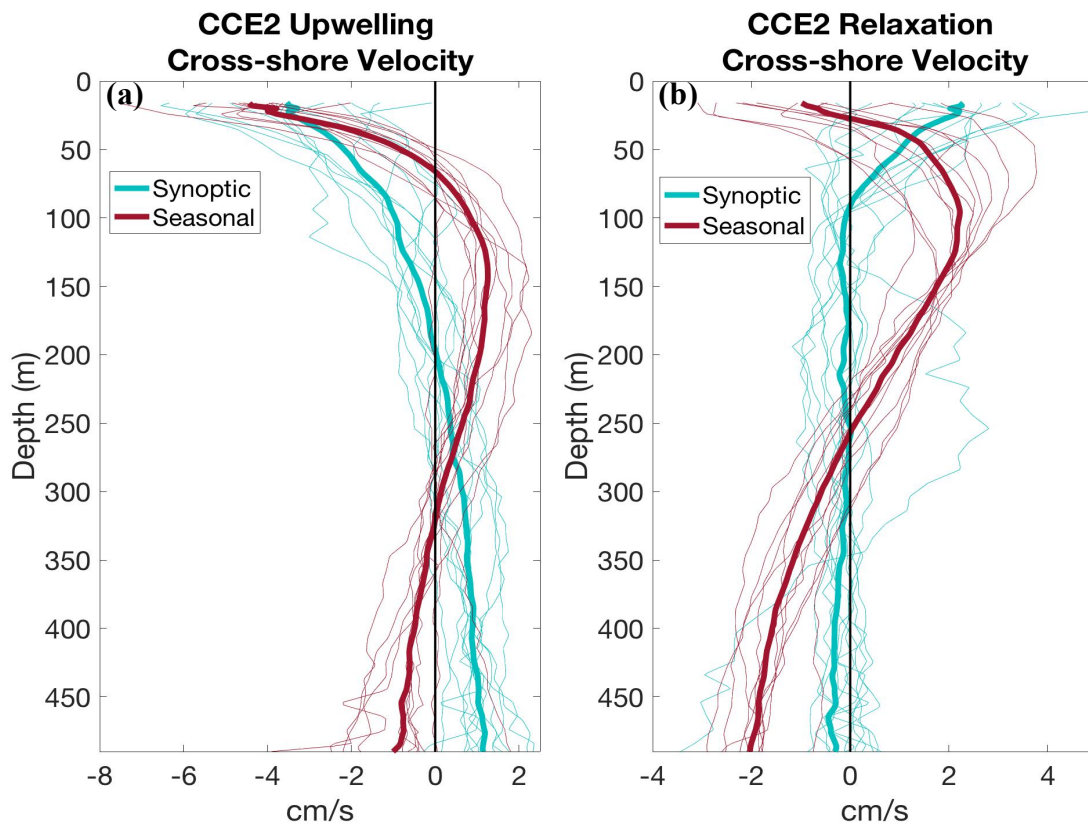 CCE2 Upwelling
Cross-shore Velocity
(a)
Synoptic
Seasonal
Depth (m)
0
50
100
150
200
250
300
350
400
450
-8
-6
-4
-2
0
2
cm/s
CCE2 Relaxation
Cross-shore Velocity
(b)
Synoptic
Seasonal
Depth (m)
0
50
100
150
200
250
300
350
400
450
-4
-2
0
2
4
cm/s